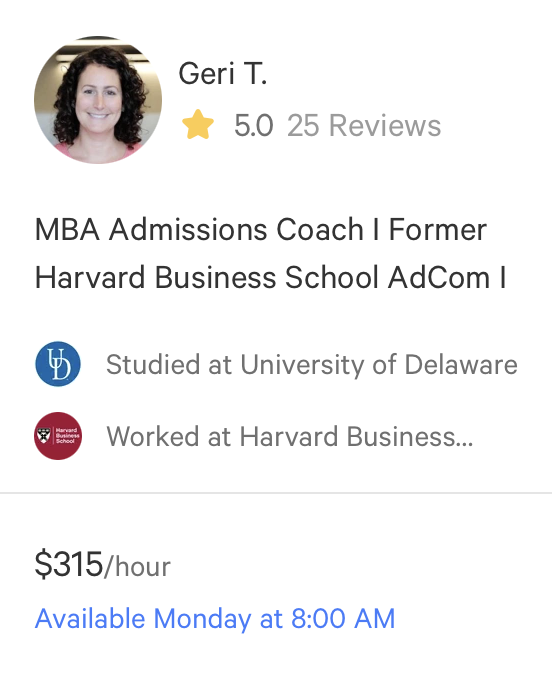 Geri T.
5.0 25 Reviews
MBA Admissions Coach I Former
Harvard Business School AdCom I
UD
Studied at University of Delaware
Harvard
Business
School
Worked at Harvard Business...
$315/hour
Available Monday at 8:00 AM